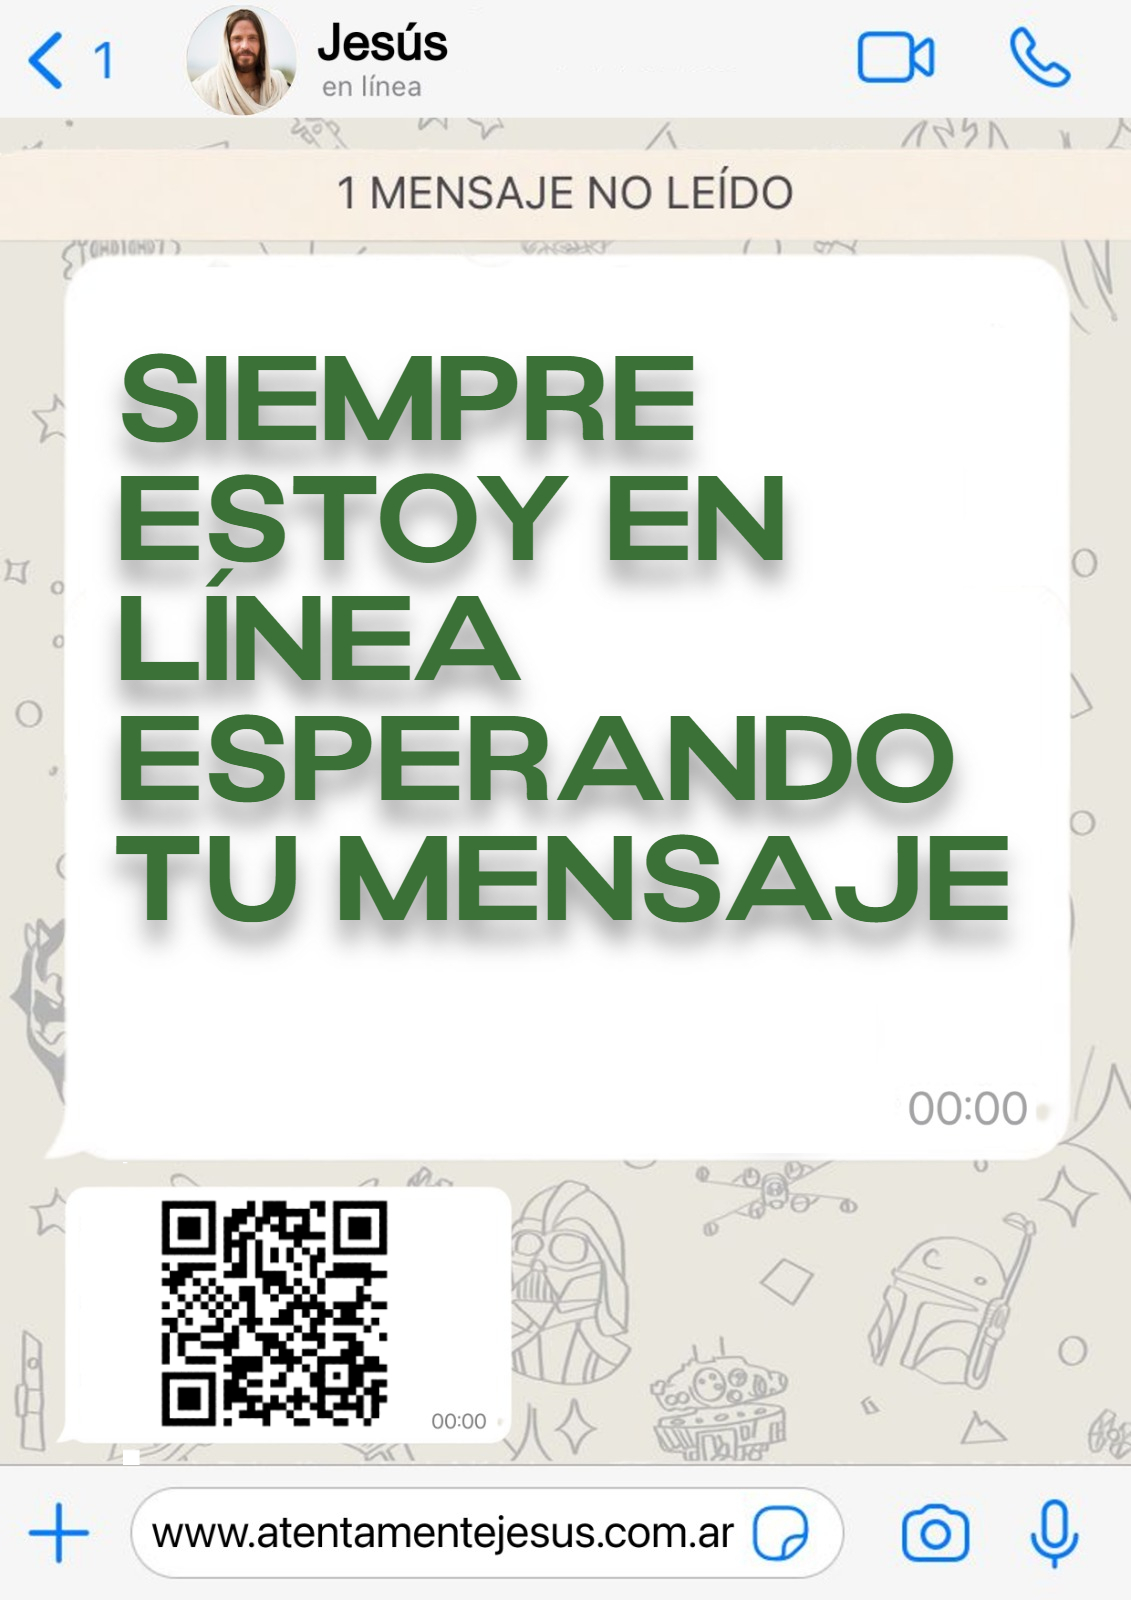 1
Jesús
en línea
1 MENSAJE NO LEÍDO
SIEMPRE
ESTOY EN
LÍNEA
ESPERANDO
TU MENSAJE
00:00
00:00
www.atentamentejesus.com.ar